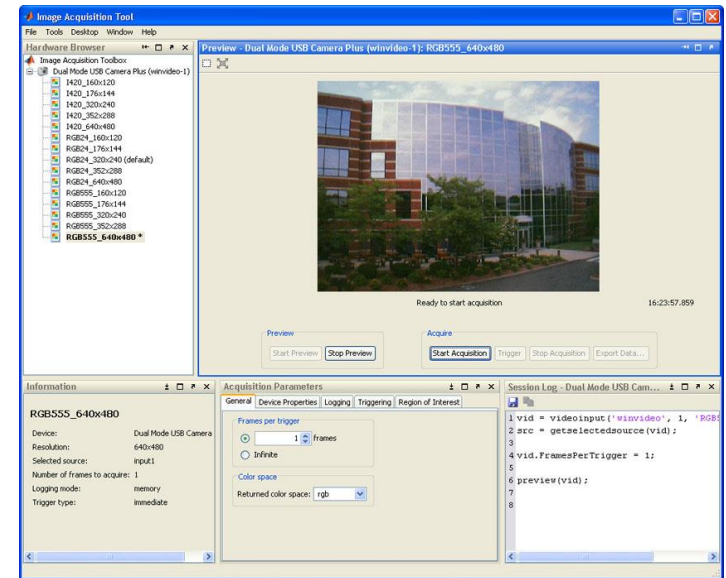 Image Acquisition Tool
File Tools Desktop Window Help
Hardware Browser
Image Acquisition Toolbox
Dual Mode USB Camera Plus (winvideo-1)
I420_160x120
I420_176x144
I420_320x240
I420_352x288
I420_640x480
RGB24_160x120
RGB24_176x144
RGB24_320x240 (default)
RGB24_352x288
RGB24_640x480
RGB555_160x120
RGB555_176x144
RGB555_320x240
RGB555_352x288
RGB555_640x480 *
Preview - Dual Mode USB Camera Plus (winvideo-1): RGB555_640x480
Ready to start acquisition 16:23:57.859
Preview
Start Preview Stop Preview
Acquire
Start Acquisition Trigger Stop Acquisition Export Data...
Information
RGB555_640x480
Device: Dual Mode USB Camera
Resolution: 640x480
Selected source: input1
Number of frames to acquire: 1
Logging mode: memory
Trigger type: immediate
Acquisition Parameters
General Device Properties Logging Triggering Region of Interest
Frames per trigger
1 frames
Infinite
Color space
Returned color space: rgb
Session Log - Dual Mode USB Cam...
1 vid = videoinput('winvideo', 1, 'RGB5
2 src = getselectedsource(vid);
3
4 vid.FramesPerTrigger = 1;
5
6 preview(vid);
7
8